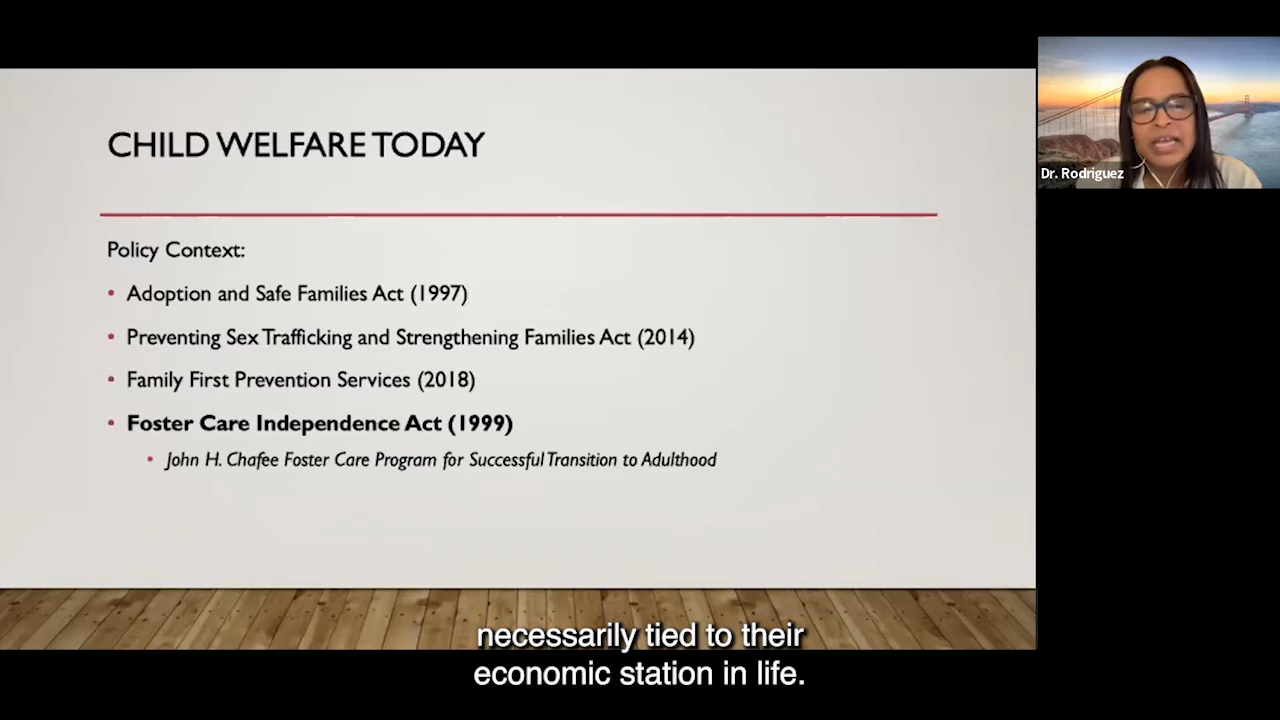 CHILD WELFARE TODAY
Policy Context:
• Adoption and Safe Families Act (1997)
• Preventing Sex Trafficking and Strengthening Families Act (2014)
• Family First Prevention Services (2018)
• Foster Care Independence Act (1999)
• John H. Chafee Foster Care Program for Successful Transition to Adulthood
Dr. Rodriguez
necessarily tied to their
economic station in life.